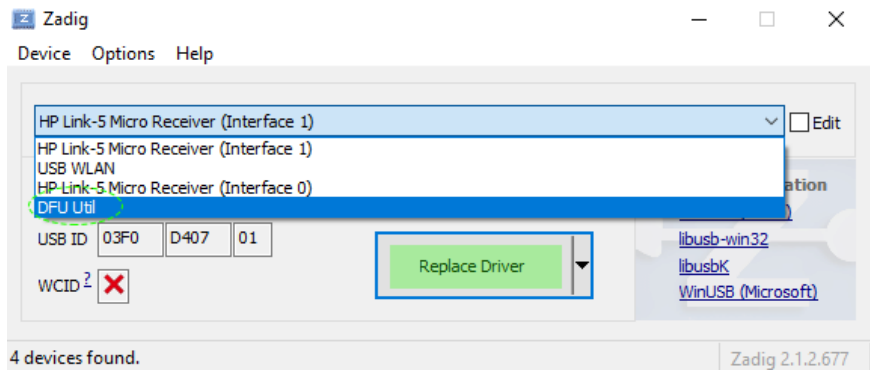 Zadig
Device Options Help
HP Link-5 Micro Receiver (Interface 1)
Edit
HP Link-5 Micro Receiver (Interface 1)
USB WLAN
HP Link-5 Micro Receiver (Interface 0)
DFU Util
USB ID 03F0 D407 01
WCID ?
Replace Driver
libusb-win32
libusbK
WinUSB (Microsoft)
4 devices found.
Zadig 2.1.2.677